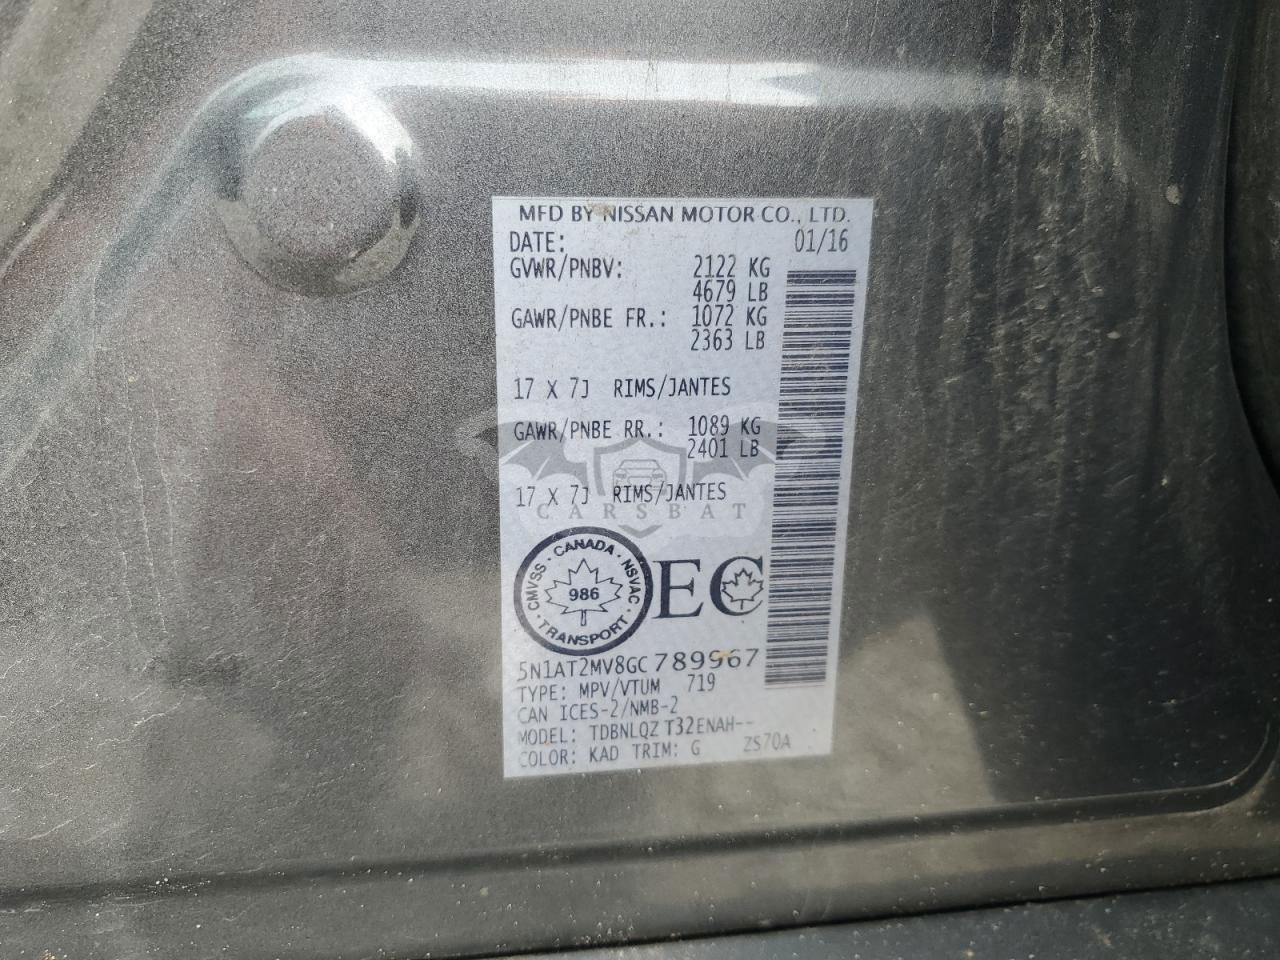 MFD BY NISSAN MOTOR CO., LTD.
DATE: 01/16
GVWR/PNBV: 2122 KG
4679 LB
GAWR/PNBE FR.: 1072 KG
2363 LB
17 X 7J RIMS/JANTES
GAWR/PNBE RR.: 1089 KG
2401 LB
17 X 7J RIMS/JANTES
CARSBAT
CMVSS · CANADA · NSVAC · TRANSPORT ·
986
EC
5N1AT2MV8GC789967
TYPE: MPV/VTUM 719
CAN ICES-2/NMB-2
MODEL: TDBNLQZ T32ENAH--
COLOR: KAD TRIM: G ZS70A